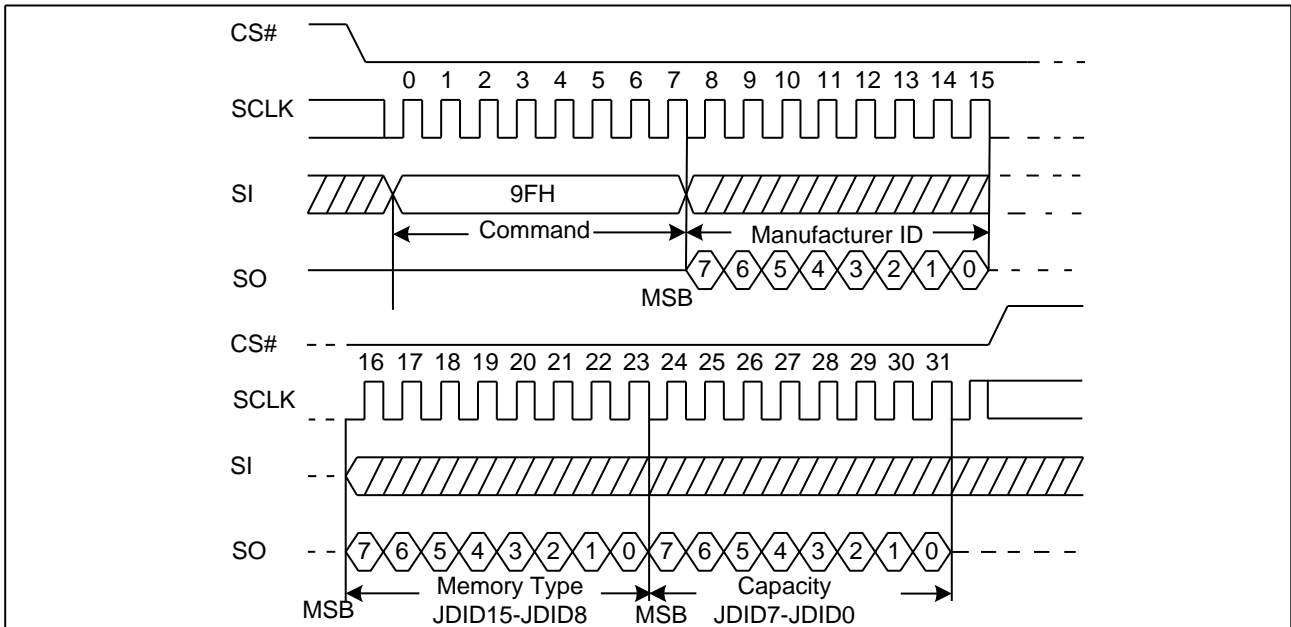 CS#
0 1 2 3 4 5 6 7 8 9 10 11 12 13 14 15
SCLK
SI 9FH
Command Manufacturer ID
SO 7 6 5 4 3 2 1 0
MSB
CS#
16 17 18 19 20 21 22 23 24 25 26 27 28 29 30 31
SCLK
SI
SO 7 6 5 4 3 2 1 0 7 6 5 4 3 2 1 0
Memory Type Capacity
MSB JDID15-JDID8 MSB JDID7-JDID0